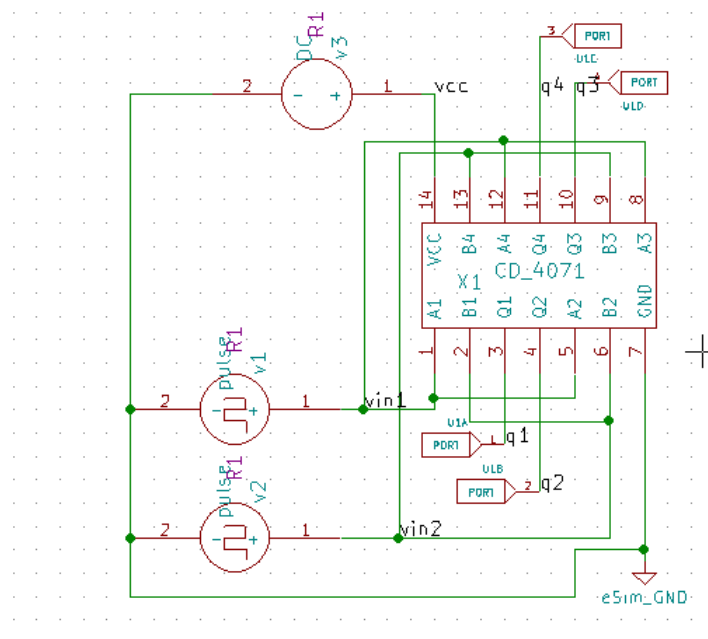 R1
DC
v3
2
- +
1
vcc
3
PORT
U1C
q4
q3
4
PORT
U1D
14
13
12
11
10
9
8
VCC
B4
A4
Q4
Q3
B3
A3
X1
CD_4071
A1
B1
Q1
Q2
A2
B2
GND
1
2
3
4
5
6
7
R1
pulse
v1
2
- +
1
vin1
U1A
PORT
1
q1
U1B
PORT
2
q2
R1
pulse
v2
2
- +
1
vin2
eSim_GND